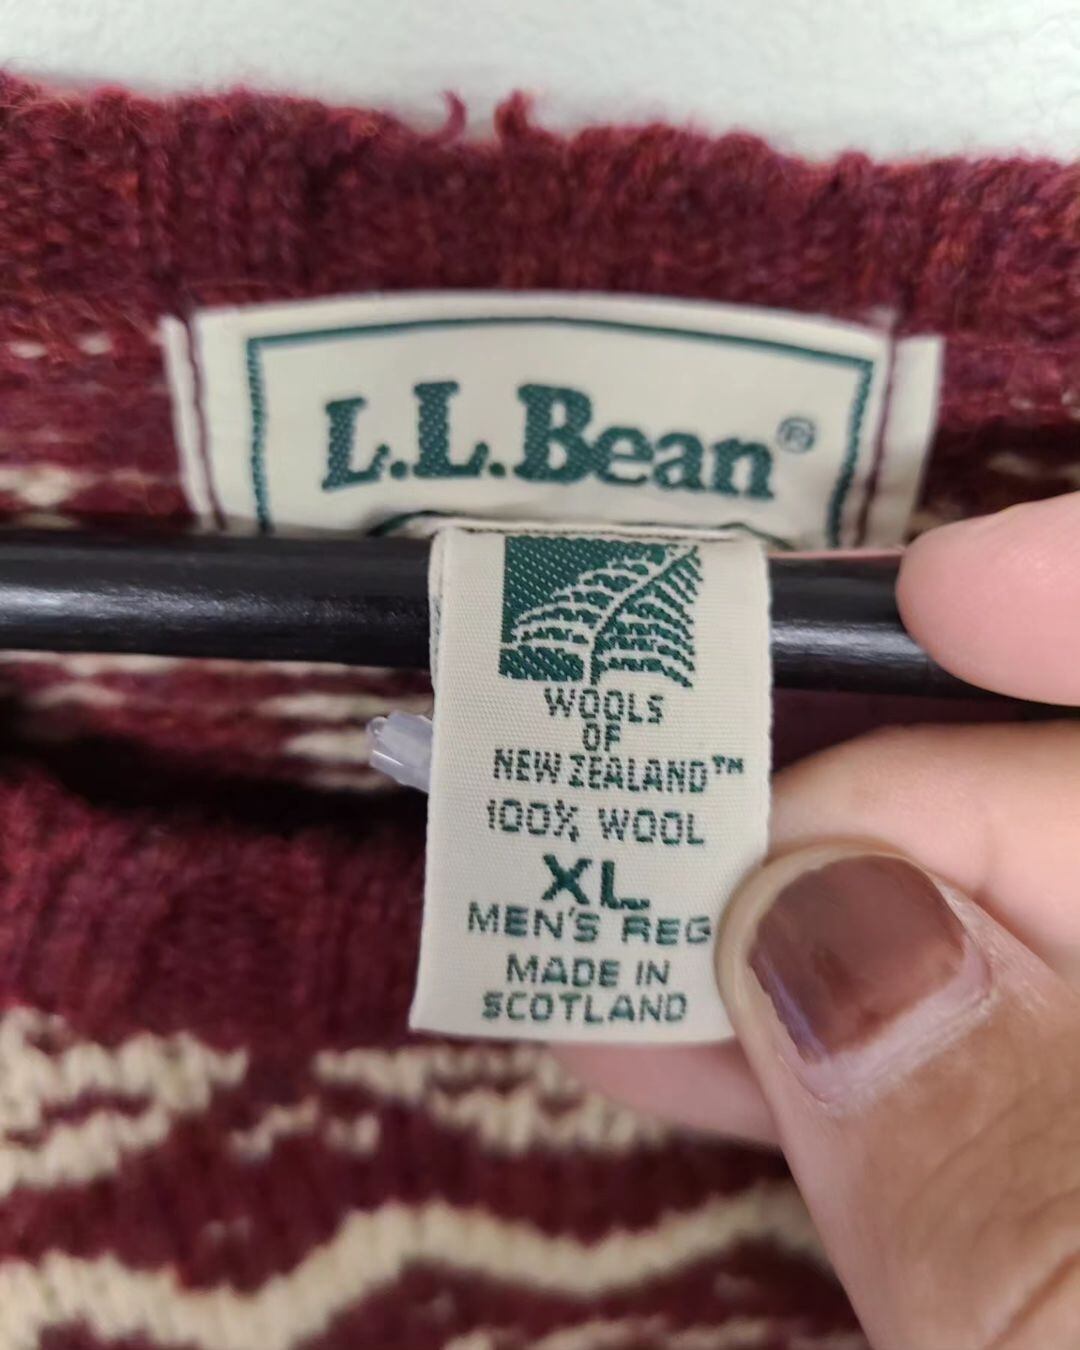 L.L.Bean®
WOOLS
OF
NEW ZEALAND™
100% WOOL
XL
MEN'S REG
MADE IN
SCOTLAND